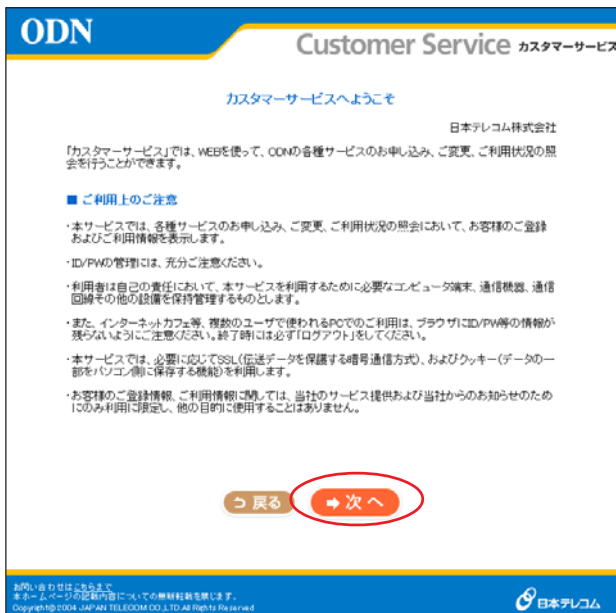 ODN
Customer Service カスタマーサービス
カスタマーサービスへようこそ
日本テレコム株式会社
「カスタマーサービス」では、WEBを使って、ODNの各種サービスのお申し込み、ご変更、ご利用状況の照
会を行うことができます。
■ ご利用上のご注意
・本サービスでは、各種サービスのお申し込み、ご変更、ご利用状況の照会において、お客様のご登録
およびご利用情報を表示します。
・ID/PWの管理には、充分ご注意ください。
・利用者は自己の責任において、本サービスを利用するために必要なコンピュータ端末、通信機器、通信
回線その他の設備を保持管理するものとします。
・また、インターネットカフェ等、複数のユーザで使われるPCでのご利用は、ブラウザにID/PW等の情報が
残らないようにご注意ください。終了時には必ず「ログアウト」をしてください。
・本サービスでは、必要に応じてSSL(伝送データを保護する暗号通信方式)、およびクッキー(データの一
部をパソコン側に保存する機能)を利用します。
・お客様のご登録情報、ご利用情報に関しては、当社のサービス提供および当社からのお知らせのため
にのみ利用に限定し、他の目的に使用することはありません。
戻る
次へ
お問い合わせはこちらまで
本ホームページの記載内容についての無断転載を禁じます。
Copyright© 2004 JAPAN TELECOM CO.,LTD.All Rights Reserved
日本テレコム